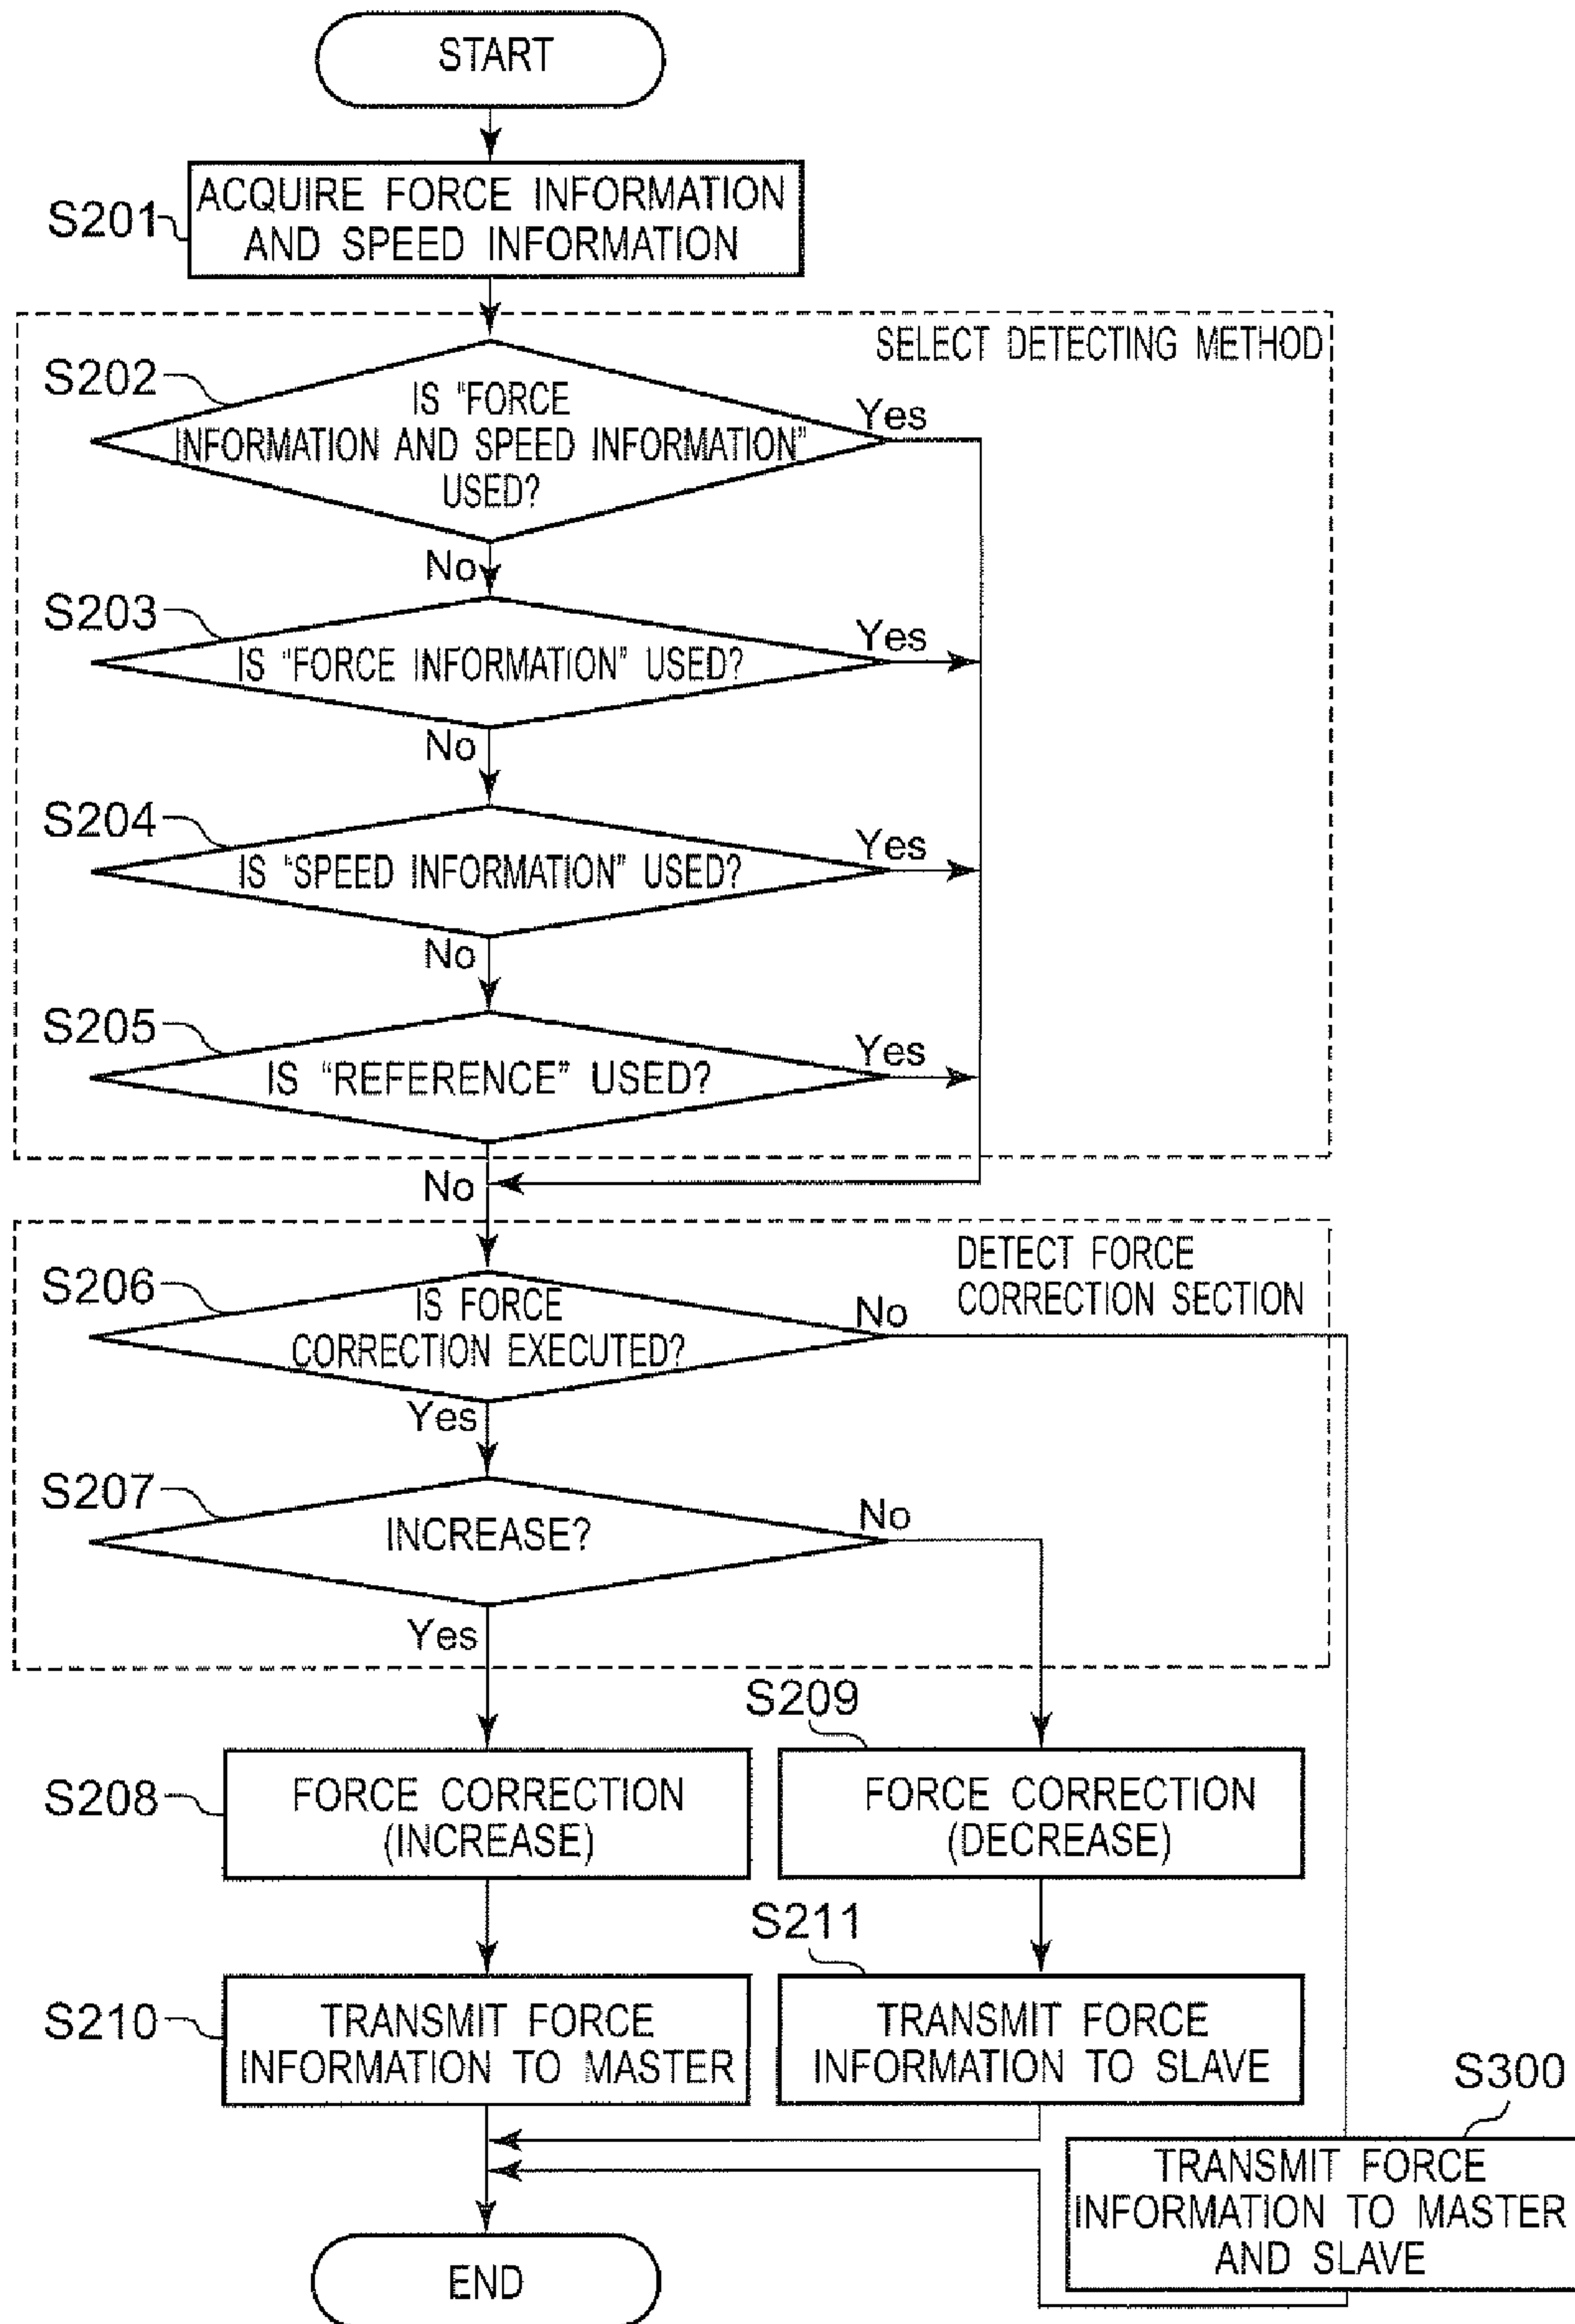 START
S201
ACQUIRE FORCE INFORMATION
AND SPEED INFORMATION
SELECT DETECTING METHOD
S202
IS "FORCE
INFORMATION AND SPEED INFORMATION"
USED?
Yes
No
S203
IS "FORCE INFORMATION" USED?
Yes
No
S204
IS "SPEED INFORMATION" USED?
Yes
No
S205
IS "REFERENCE" USED?
Yes
No
DETECT FORCE
CORRECTION SECTION
S206
IS FORCE
CORRECTION EXECUTED?
No
Yes
S207
INCREASE?
No
Yes
S208
FORCE CORRECTION
(INCREASE)
S209
FORCE CORRECTION
(DECREASE)
S210
TRANSMIT FORCE
INFORMATION TO MASTER
S211
TRANSMIT FORCE
INFORMATION TO SLAVE
S300
TRANSMIT FORCE
INFORMATION TO MASTER
AND SLAVE
END